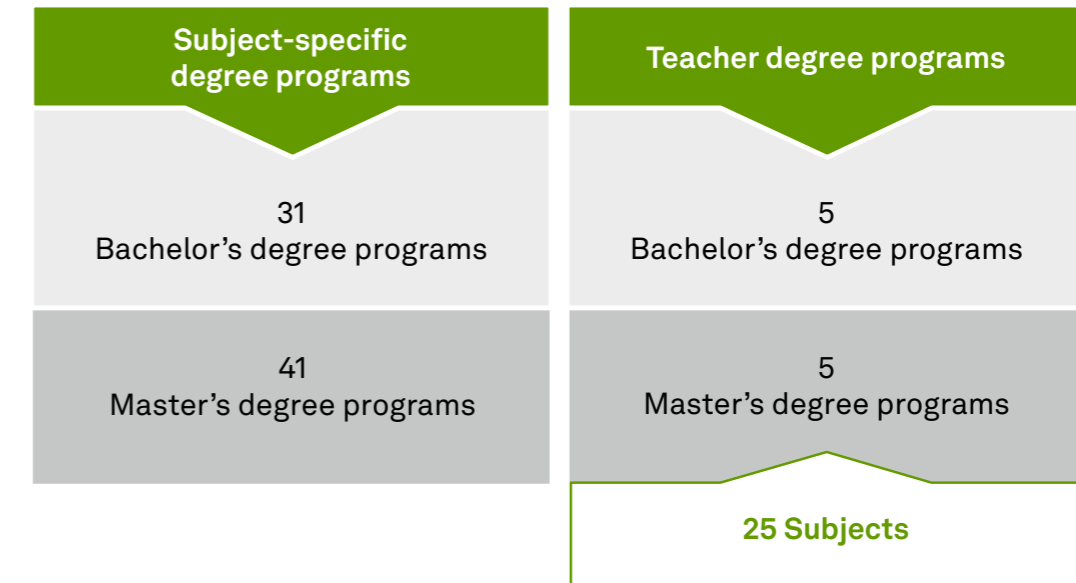 Subject-specific
degree programs
31
Bachelor’s degree programs
41
Master’s degree programs
Teacher degree programs
5
Bachelor’s degree programs
5
Master’s degree programs
25 Subjects